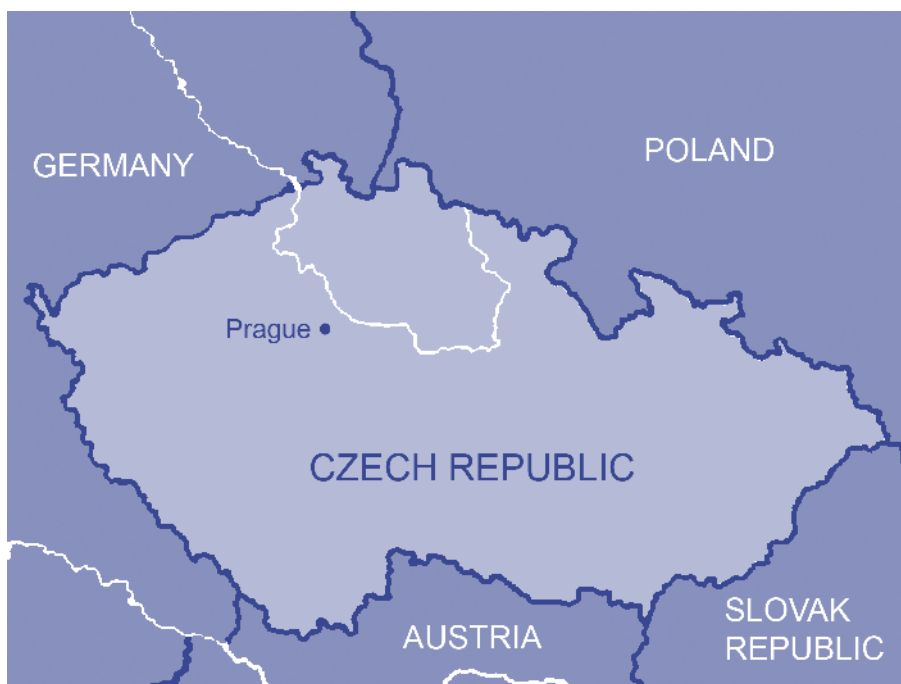 GERMANY
POLAND
Prague
CZECH REPUBLIC
AUSTRIA
SLOVAK
REPUBLIC